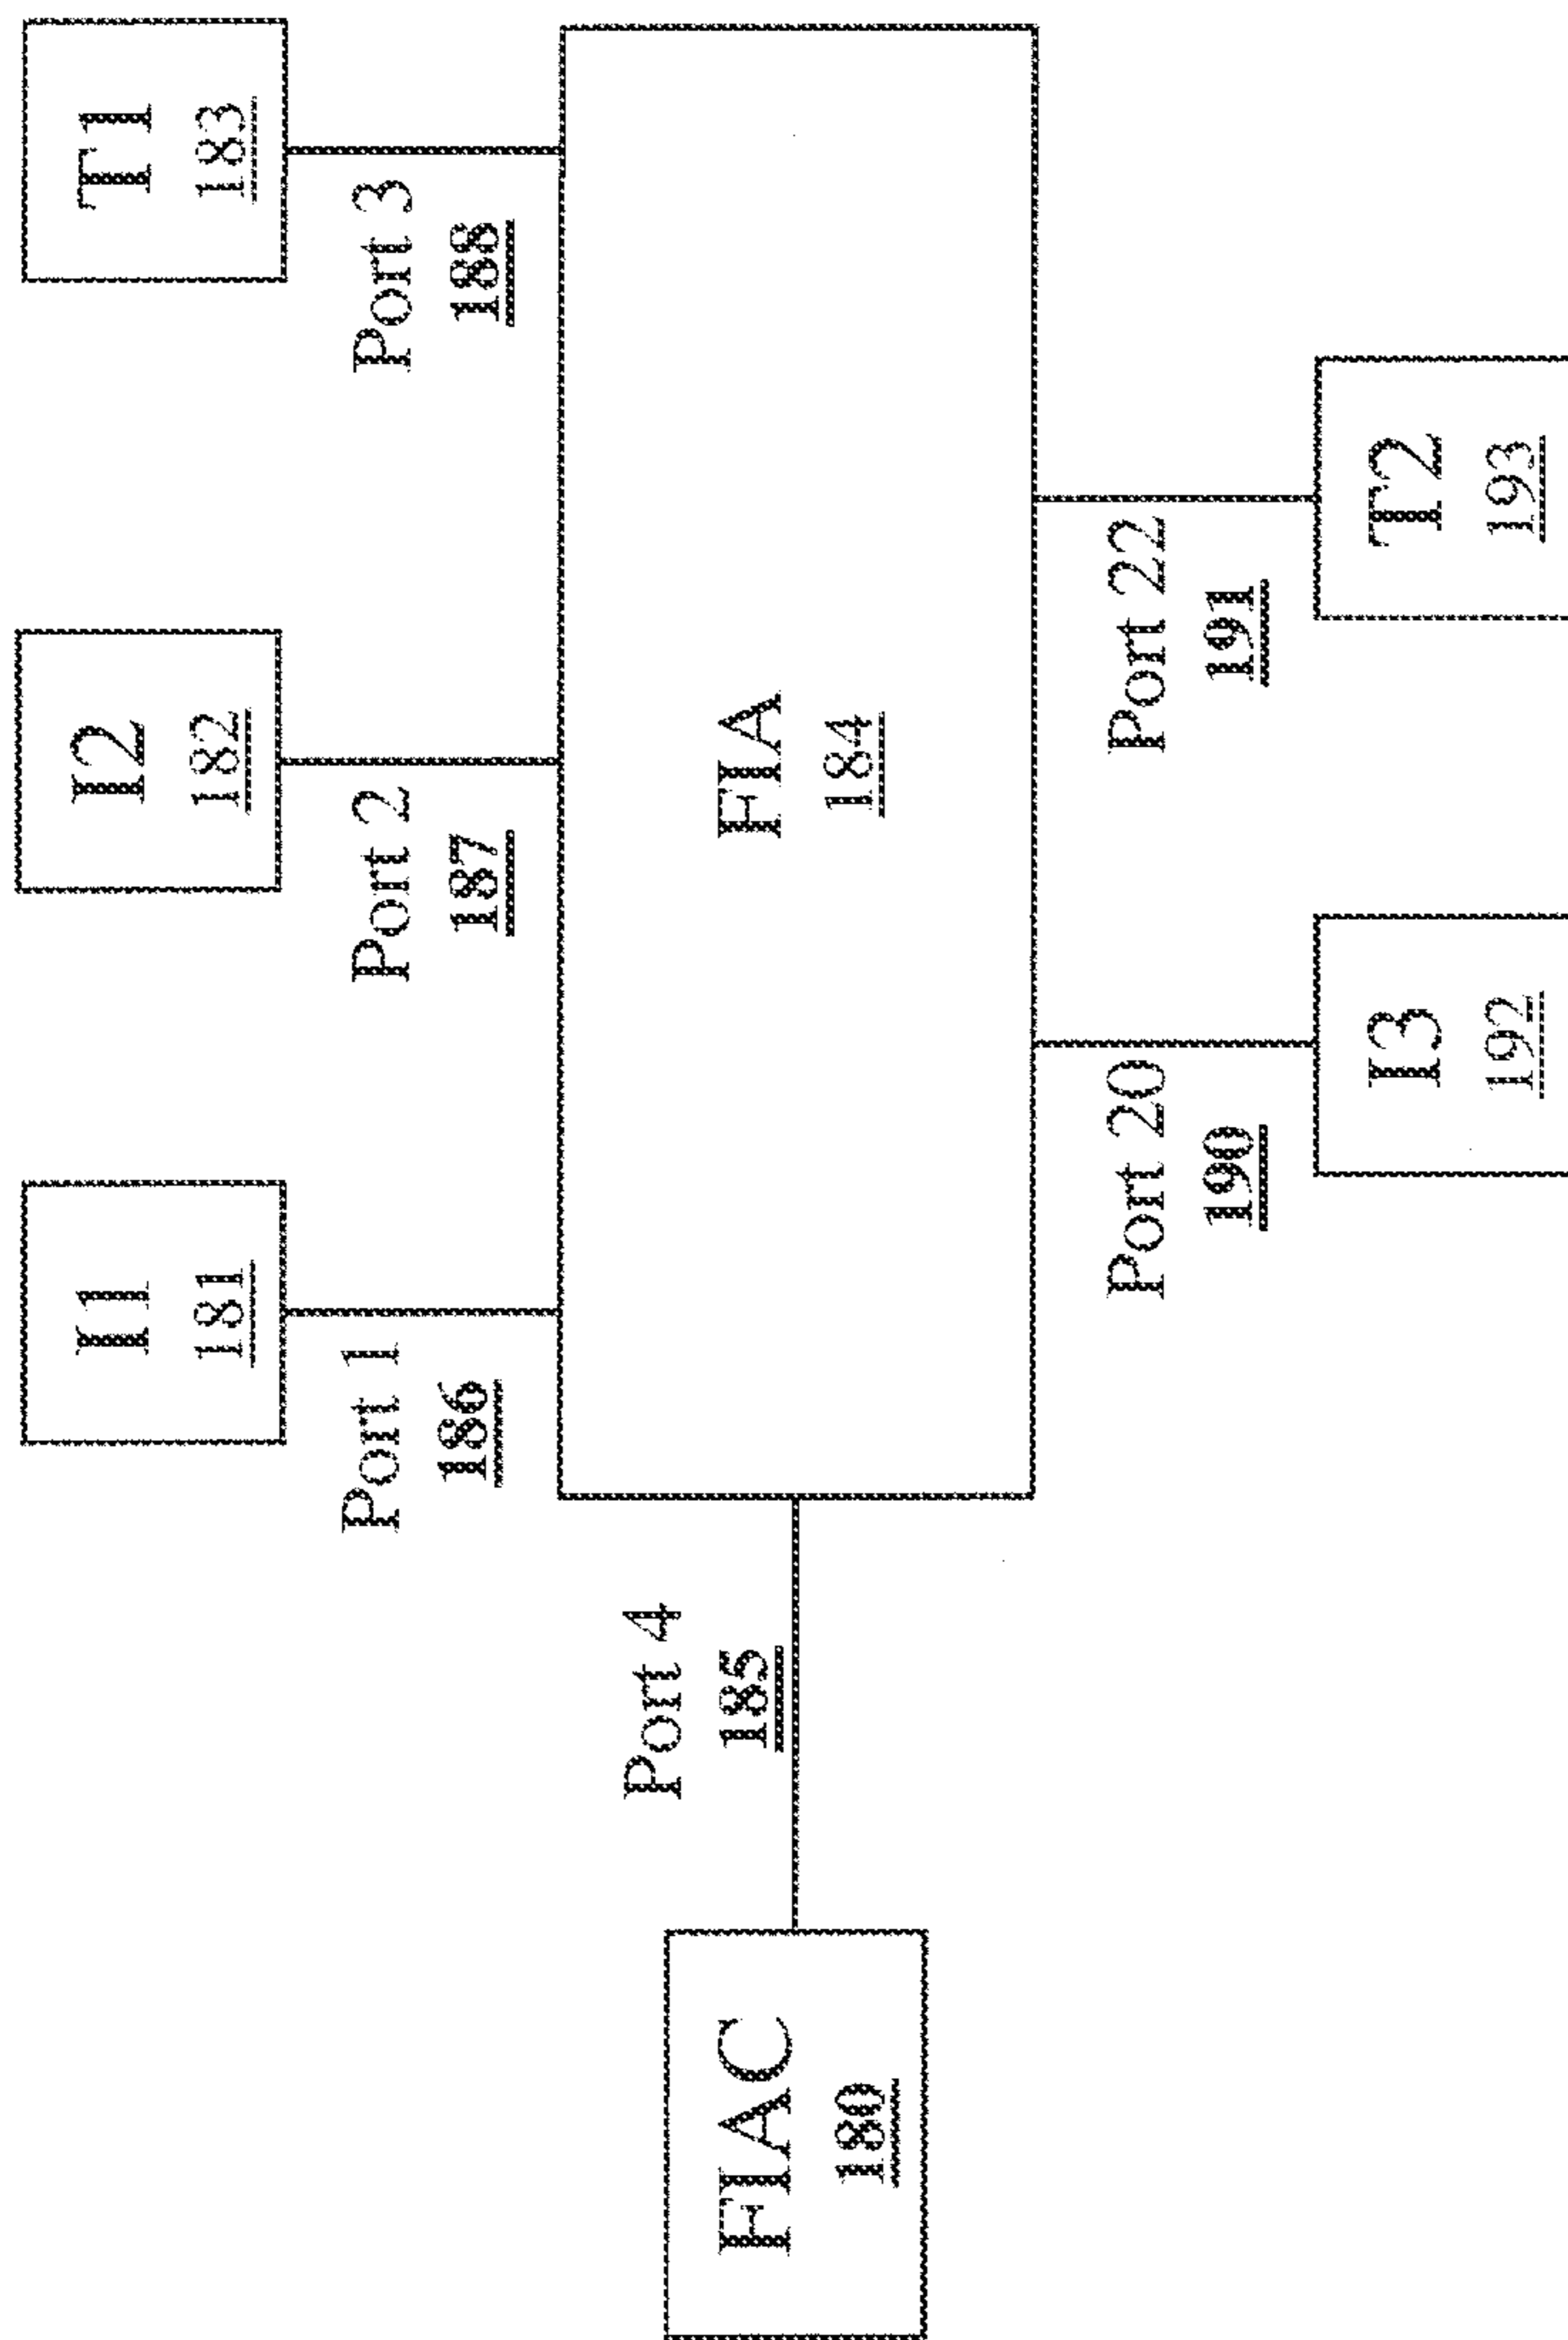 I1
181
I2
182
T1
183
Port 1
186
Port 2
187
Port 3
188
FIAC
180
Port 4
185
FIA
184
Port 20
190
Port 22
191
I3
192
T2
193